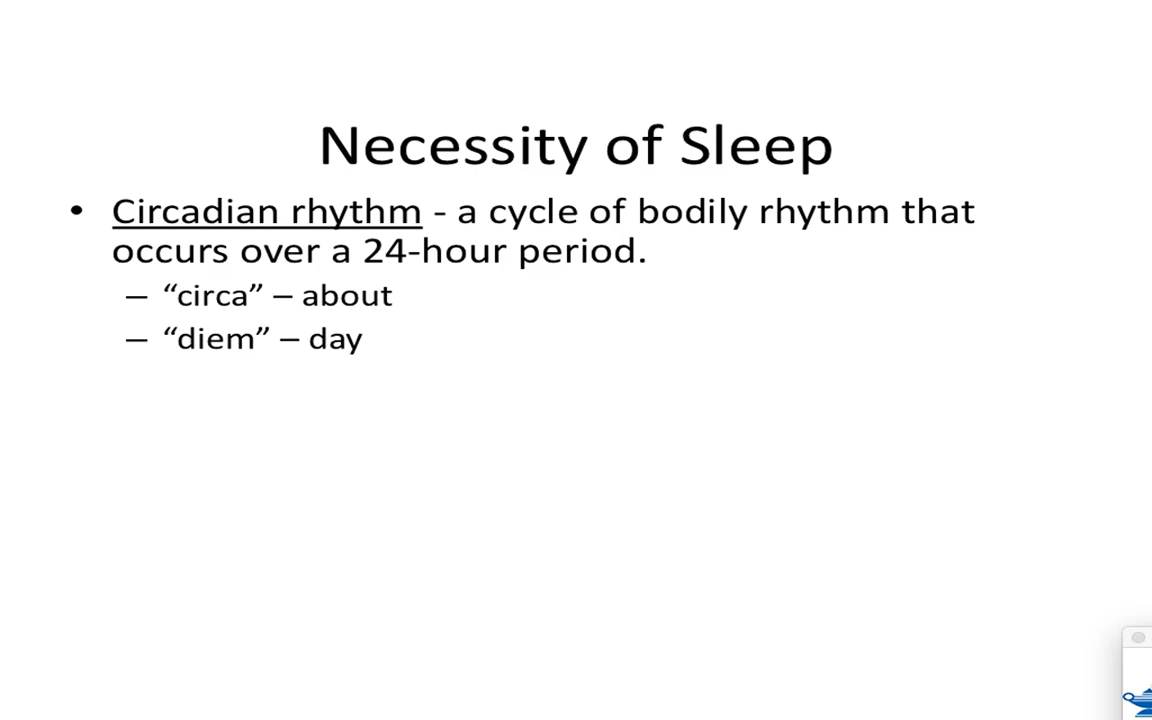 Necessity of Sleep
• Circadian rhythm - a cycle of bodily rhythm that
occurs over a 24-hour period.
– “circa” – about
– “diem” – day